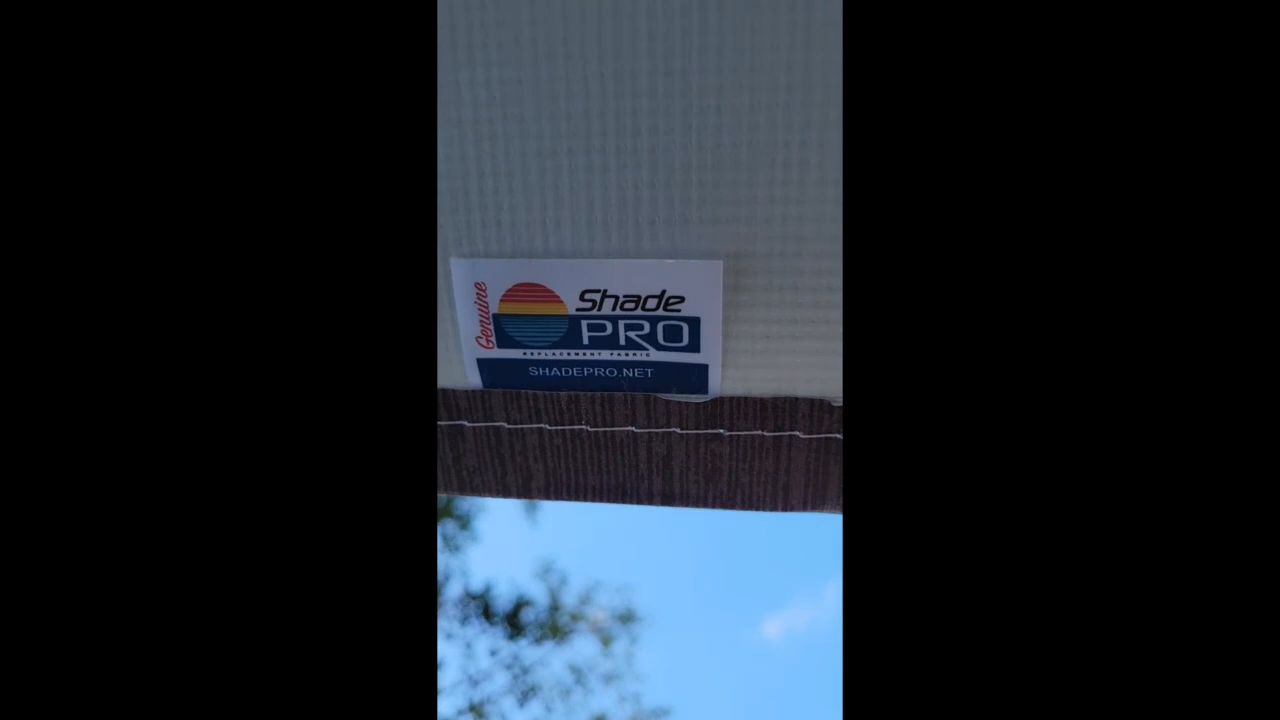 Genuine
Shade
PRO
REPLACEMENT FABRIC
SHADEPRO.NET